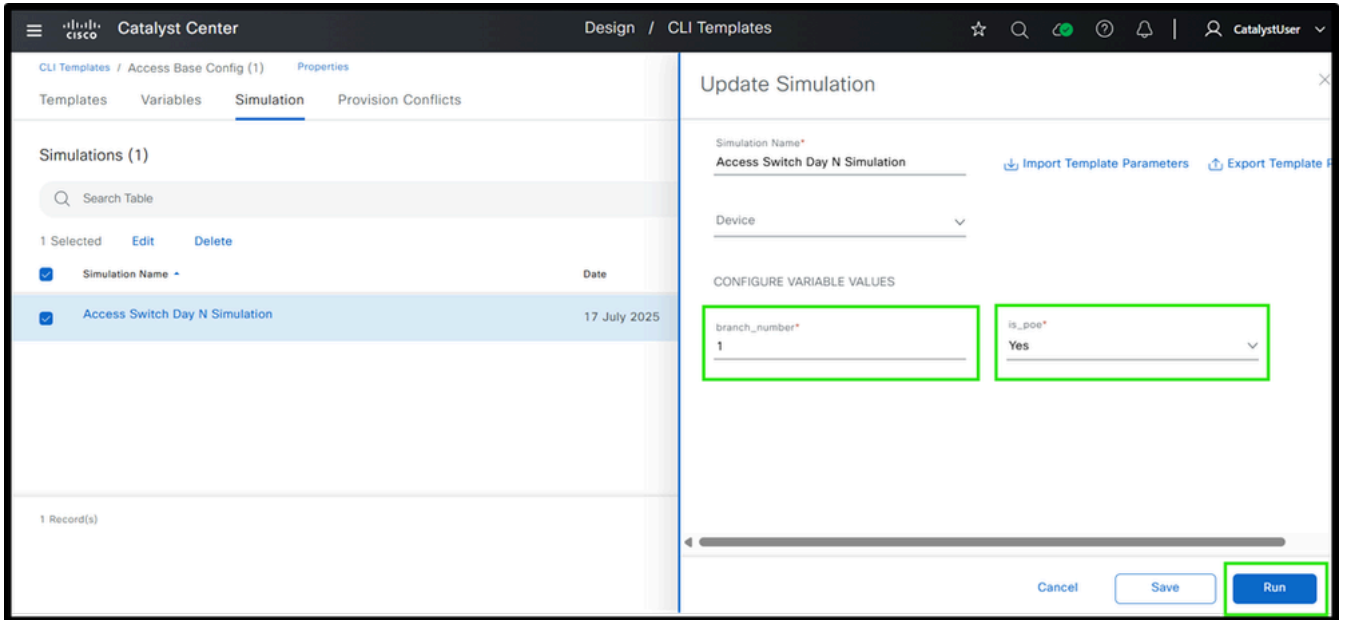 cisco Catalyst Center
Design / CLI Templates
CatalystUser
CLI Templates / Access Base Config (1) Properties
Templates Variables Simulation Provision Conflicts
Simulations (1)
Search Table
1 Selected Edit Delete
Simulation Name Date
Access Switch Day N Simulation 17 July 2025
1 Record(s)
Update Simulation
Simulation Name*
Access Switch Day N Simulation
Import Template Parameters Export Template
Device
CONFIGURE VARIABLE VALUES
branch_number*
1
is_poe*
Yes
Cancel Save Run